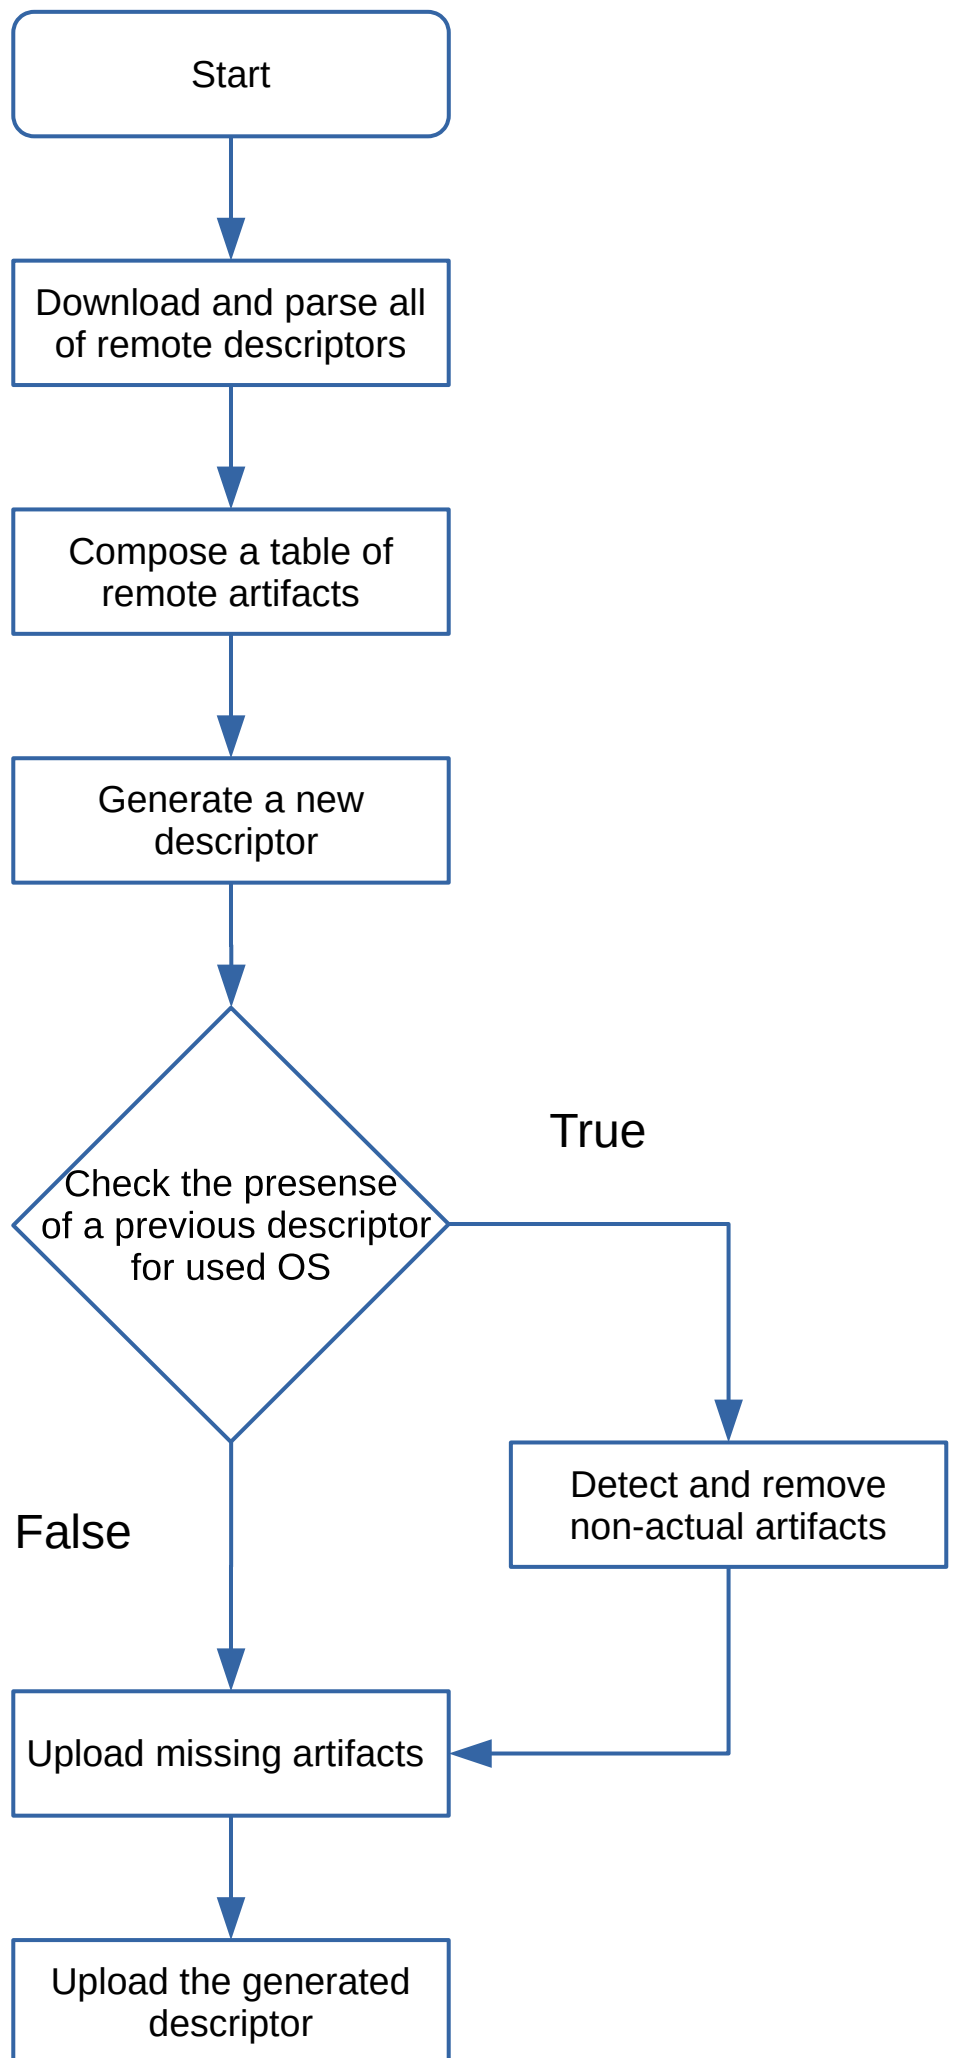 Start
Download and parse all
of remote descriptors
Compose a table of
remote artifacts
Generate a new
descriptor
True
Check the presense
of a previous descriptor
for used OS
Detect and remove
non-actual artifacts
False
Upload missing artifacts
Upload the generated
descriptor